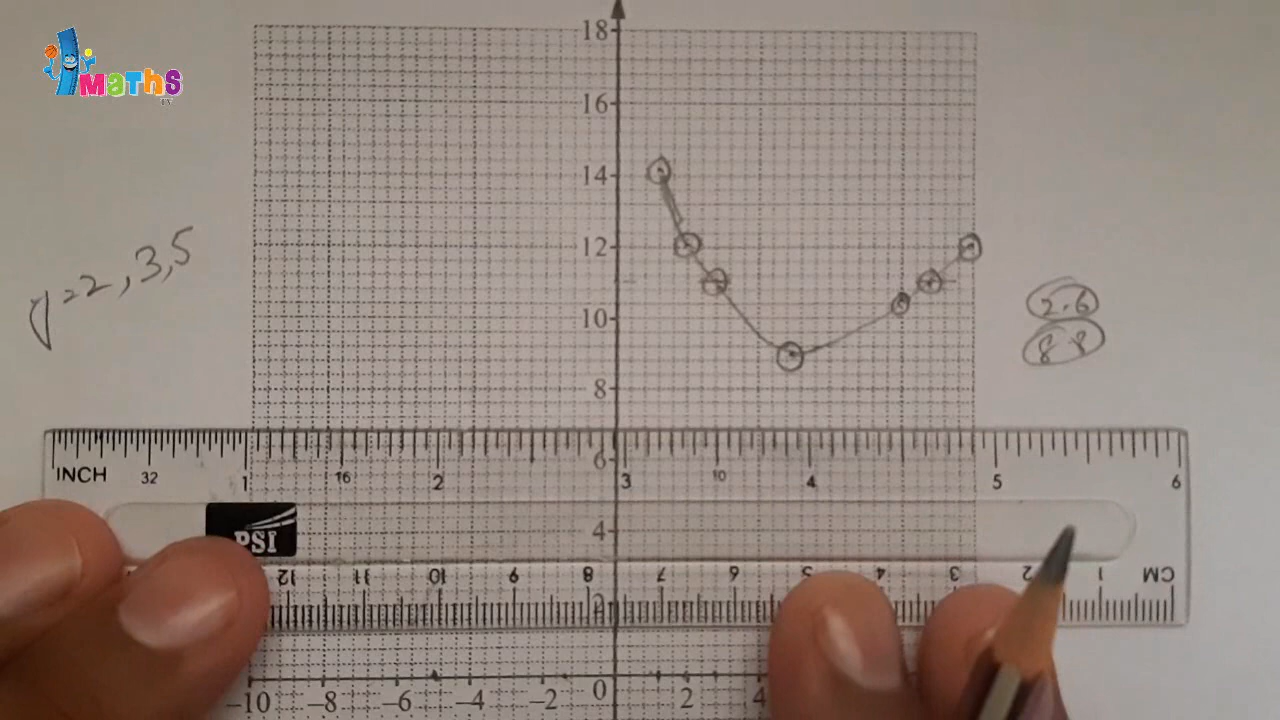 Maths
TV
18
16
14
12
10
8
6
4
2
0
y=2,3,5
2.6
8 8
INCH 32 1 16 2 3 10 4 5 6
PSI
12 11 10 9 8 7 6 5 4 3 2 1 CM
-10 -8 -6 -4 -2 2 4